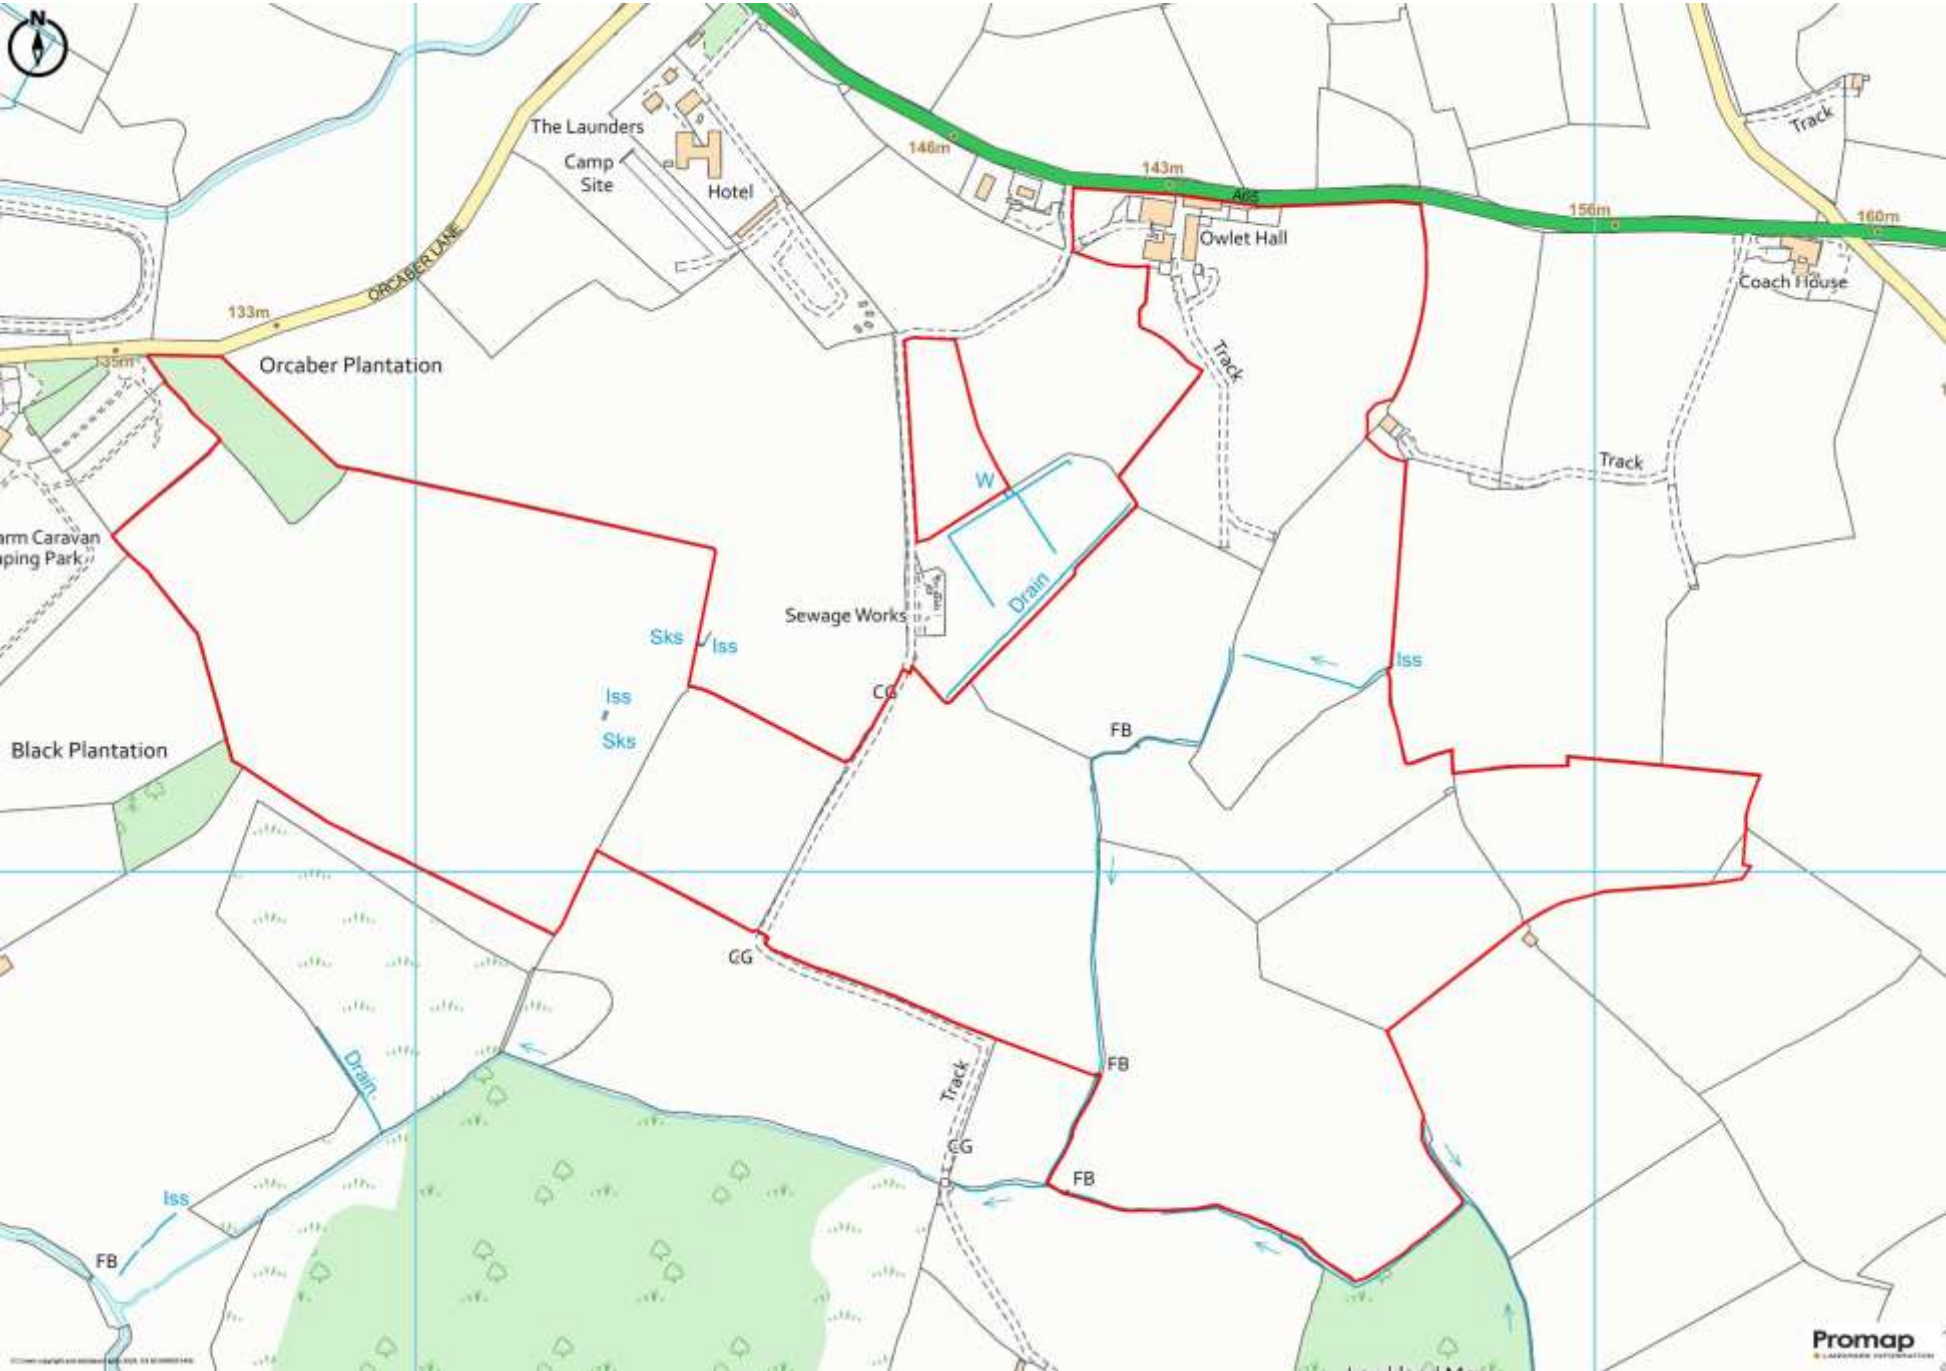 N
The Launders
Camp
Site
Hotel
146m
143m
A65
Owlet Hall
156m
160m
Track
Coach House
ORCABER LANE
133m
135m
Orcaber Plantation
Track
Track
W
arm Caravan
ping Park
Drain
Sewage Works
Sks
Iss
Iss
Iss
CG
Sks
FB
Black Plantation
CG
FB
Track
Drain
CG
FB
Iss
FB
Promap
LANDMARK INFORMATION